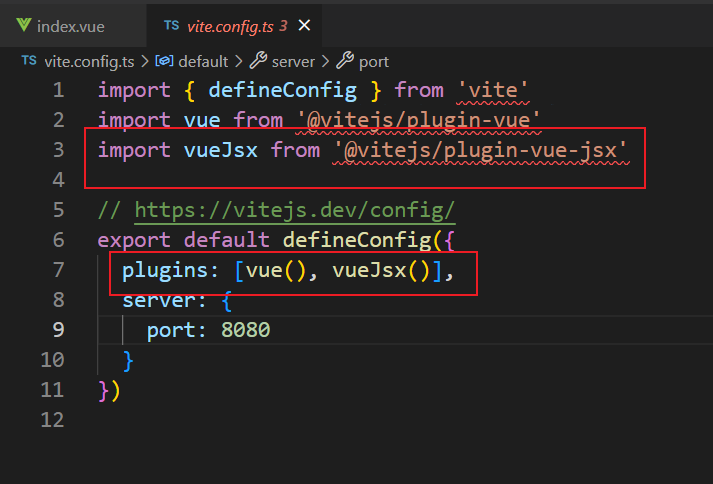 index.vue
TS vite.config.ts 3 ×
TS vite.config.ts > default > server > port
1 import { defineConfig } from 'vite'
2 import vue from '@vitejs/plugin-vue'
3 import vueJsx from '@vitejs/plugin-vue-jsx'
4
5 // https://vitejs.dev/config/
6 export default defineConfig({
7 plugins: [vue(), vueJsx()],
8 server: {
9 port: 8080
10 }
11 })
12